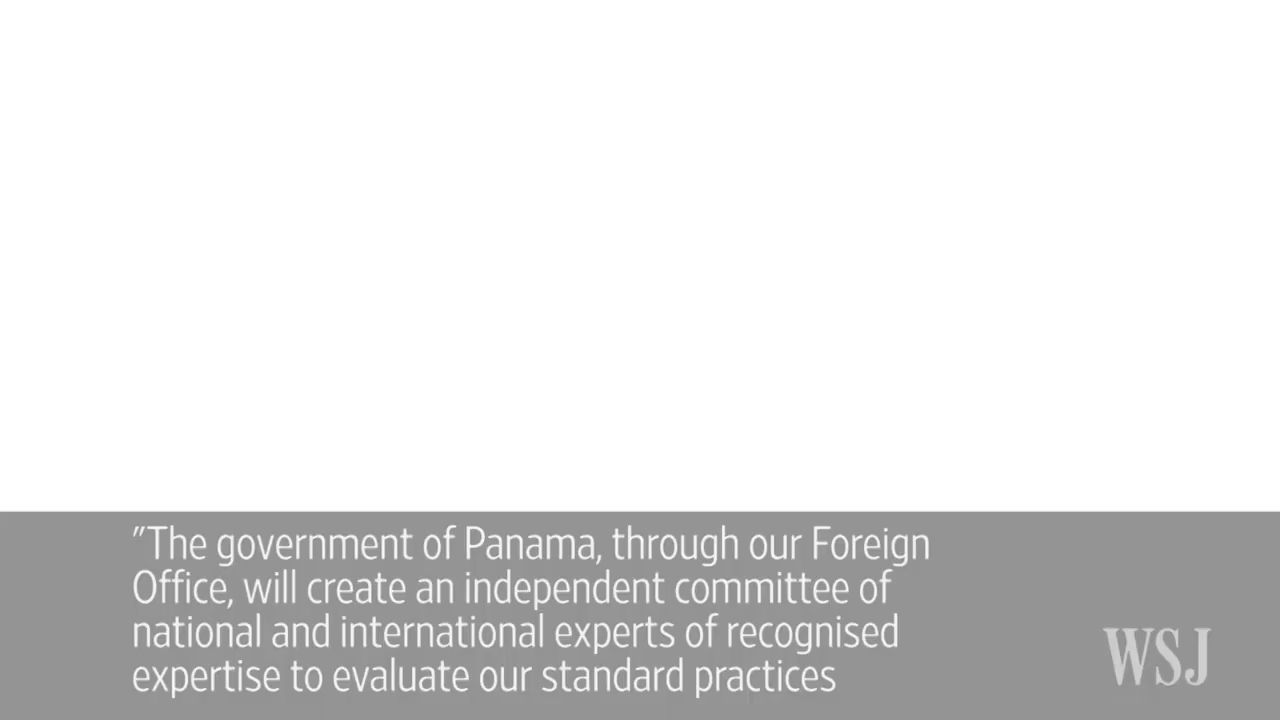 "The government of Panama, through our Foreign
Office, will create an independent committee of
national and international experts of recognised
expertise to evaluate our standard practices
WSJ